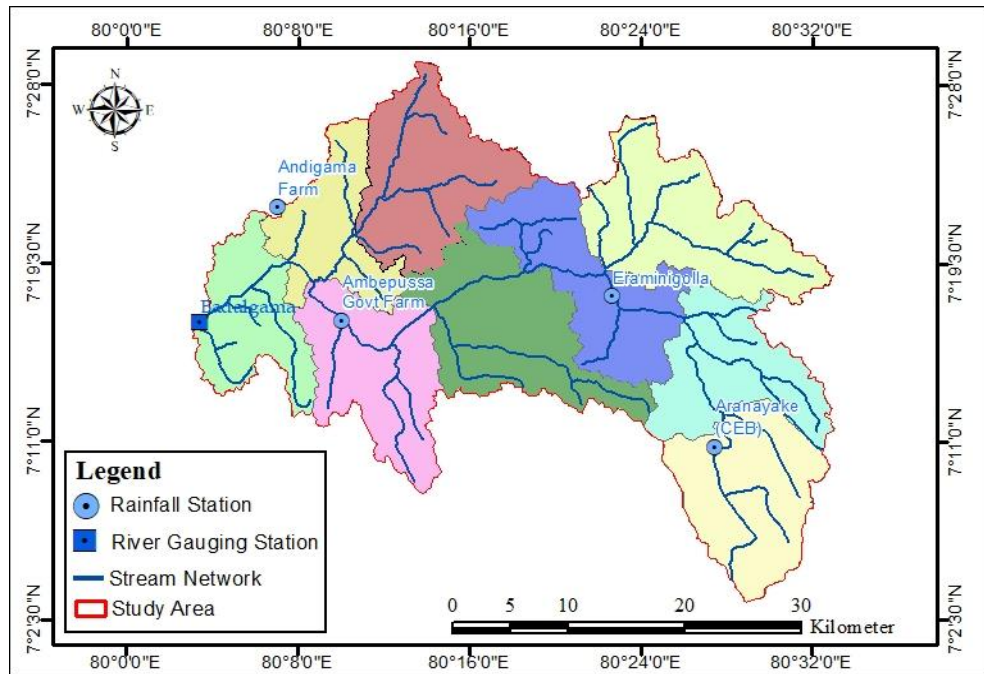 80°0'0"E 80°8'0"E 80°16'0"E 80°24'0"E 80°32'0"E
7°28'0"N
7°28'0"N
N
W E
S
Andigama
Farm
7°19'30"N
7°19'30"N
Ambepussa
Govt Farm
Eraminigolla
Badalgama
Aranayake
(CEB)
7°11'0"N
7°11'0"N
Legend
Rainfall Station
River Gauging Station
Stream Network
Study Area
0 5 10 20 30
Kilometer
7°2'30"N
7°2'30"N
80°0'0"E 80°8'0"E 80°16'0"E 80°24'0"E 80°32'0"E